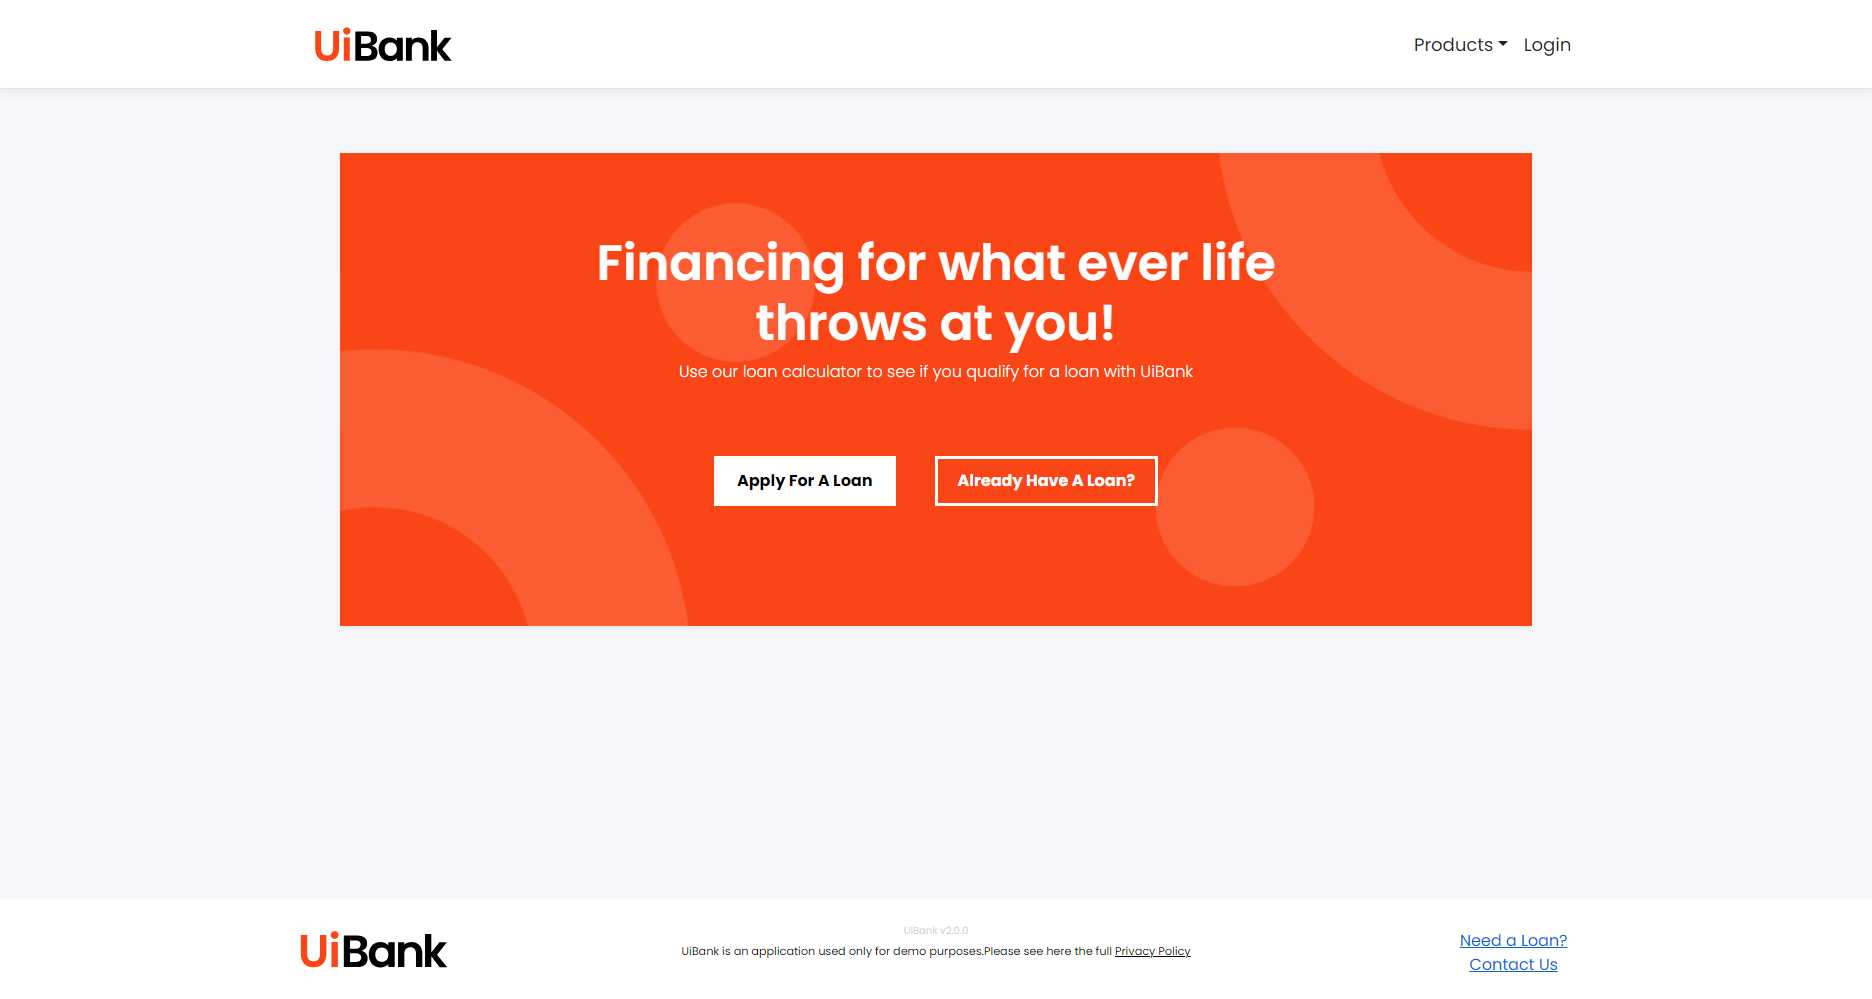 UiBank
Products Login
Financing for what ever life
throws at you!
Use our loan calculator to see if you qualify for a loan with UiBank
Apply For A Loan
Already Have A Loan?
UiBank
UiBank v2.0.0
UiBank is an application used only for demo purposes.Please see here the full Privacy Policy
Need a Loan?
Contact Us